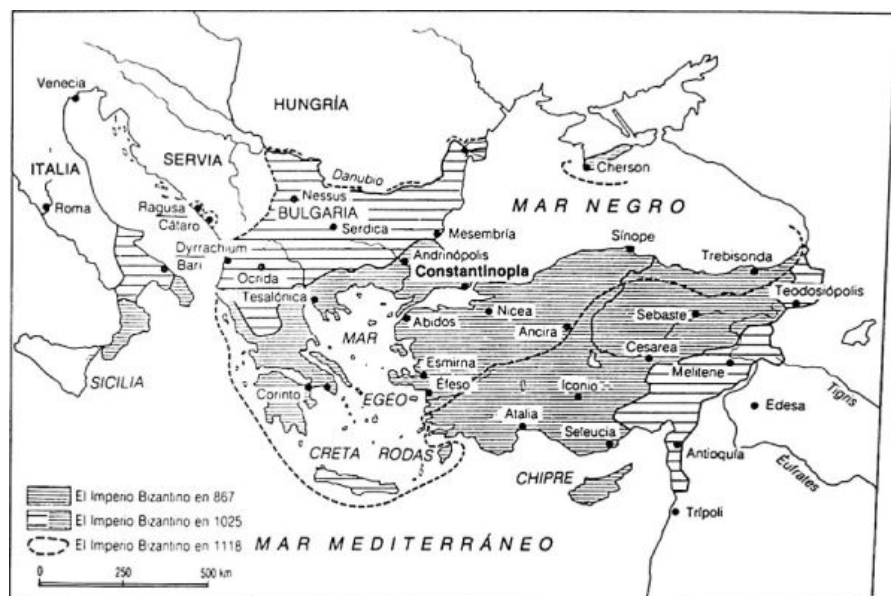 Venecia
HUNGRÍA
ITALIA
SERVIA
Danubio
Cherson
Roma
Ragusa
Cátaro
Nessus
BULGARIA
Serdica
Mesembría
MAR NEGRO
Sínope
Trebisonda
Dyrrachium
Bari
Ocrida
Andrinópolis
Constantinopla
Teodosiópolis
Tesalónica
Abidos
Nicea
Ancira
Sebaste
Cesarea
Melitene
MAR
EGEO
Esmirna
Éfeso
Iconio
Edesa
Tigris
SICILIA
Corinto
Atalia
Seleucia
Antioquía
Éufrates
CRETA
RODAS
CHIPRE
Trípoli
El Imperio Bizantino en 867
El Imperio Bizantino en 1025
El Imperio Bizantino en 1118
MAR MEDITERRÁNEO
0 250 500 km